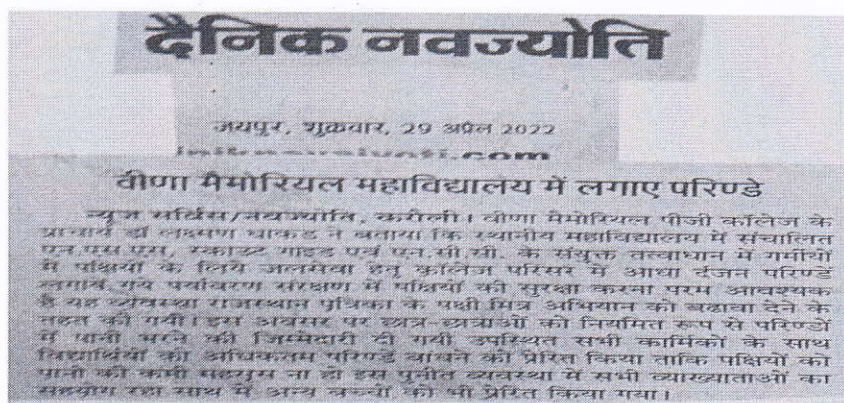 दैनिक नवज्योति
जयपुर, शुक्रवार, 29 अप्रैल 2022
.com
वीणा मैमोरियल महाविद्यालय में लगाए परिण्डे
न्यूज सर्विस/नवज्योति, करौली। वीणा मैमोरियल पीजी कॉलेज के
प्राचार्य डॉ लक्ष्मण धाकड ने बताया कि स्थानीय महाविद्यालय में संचालित
एन.एस.एस, स्काउट गाइड एवं एन.सी.सी. के संयुक्त तत्वाधान में गर्मीयों
में पक्षियों के लिये जलसेवा हेतु कॉलेज परिसर में आधा दर्जन परिण्डें
लगायें गये पर्यावरण संरक्षण में पक्षियों की सुरक्षा करना परम आवश्यक
है यह व्यवस्था राजस्थान पत्रिका के पक्षी मित्र अभियान को बढावा देने के
तहत की गयी। इस अवसर पर छात्र-छात्राओं को नियमित रूप से परिण्डों
में पानी भरने की जिम्मेदारी दी गयी उपस्थित सभी कार्मिकों के साथ
विद्यार्थियों को अधिकतम परिण्डे बांधने को प्रेरित किया ताकि पक्षियों को
पानी की कमी महसूस ना हो इस पुनीत व्यवस्था में सभी व्याख्याताओं का
सहयोग रहा साथ में अन्य बच्चों को भी प्रेरित किया गया।